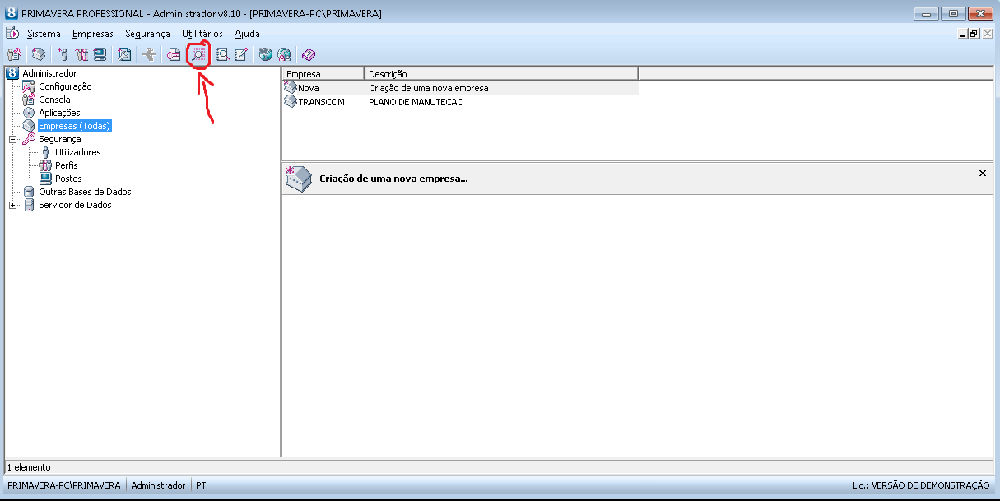 8 PRIMAVERA PROFESSIONAL - Administrador v8.10 - [PRIMAVERA-PC\PRIMAVERA]
Sistema Empresas Segurança Utilitários Ajuda
8 Administrador
Configuração
Consola
Aplicações
Empresas (Todas)
Segurança
Utilizadores
Perfis
Postos
Outras Bases de Dados
Servidor de Dados
Empresa Descrição
Nova Criação de uma nova empresa
TRANSCOM PLANO DE MANUTECAO
Criação de uma nova empresa...
1 elemento
PRIMAVERA-PC\PRIMAVERA Administrador PT Lic.: VERSÃO DE DEMONSTRAÇÃO